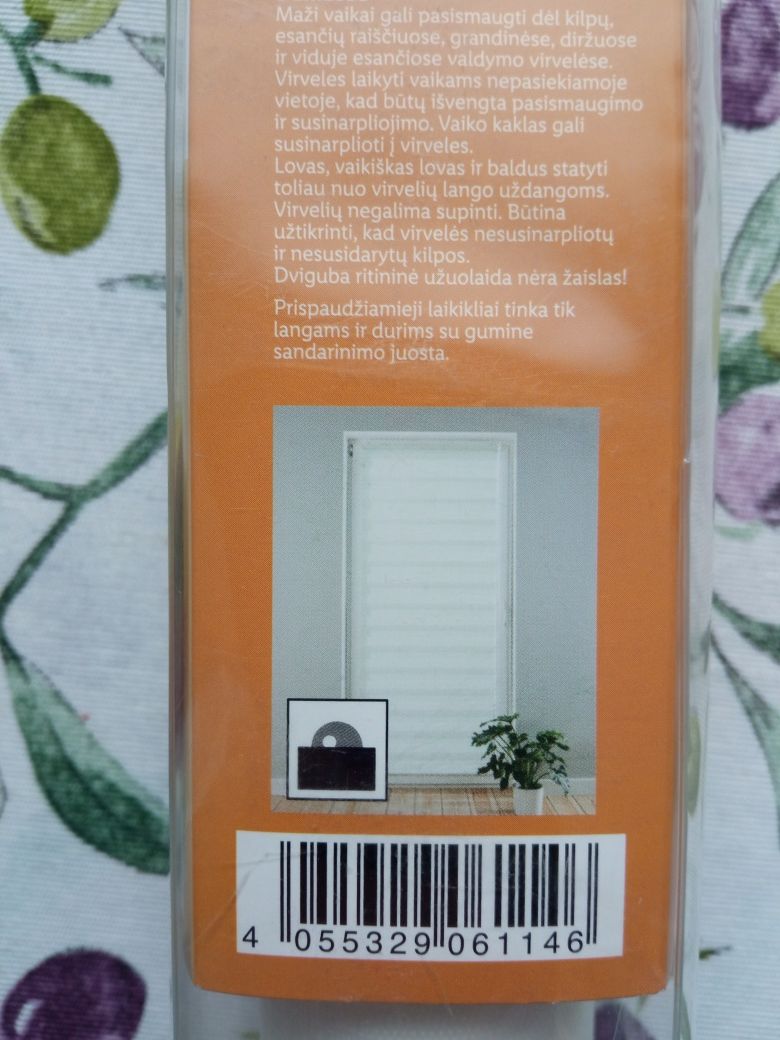 Maži vaikai gali pasismaugti dėl kilpų,
esančių raiščiuose, grandinėse, diržuose
ir viduje esančiose valdymo virvelėse.
Virveles laikyti vaikams nepasiekiamoje
vietoje, kad būtų išvengta pasismaugimo
ir susinarpliojimo. Vaiko kaklas gali
susinarplioti į virveles.
Lovas, vaikiškas lovas ir baldus statyti
toliau nuo virvelių lango uždangoms.
Virvelių negalima supinti. Būtina
užtikrinti, kad virvelės nesusinarpliotų
ir nesusidarytų kilpos.
Dviguba ritininė užuolaida nėra žaislas!
Prispaudžiamieji laikikliai tinka tik
langams ir durims su gumine
sandarinimo juosta.
4 055329 061146